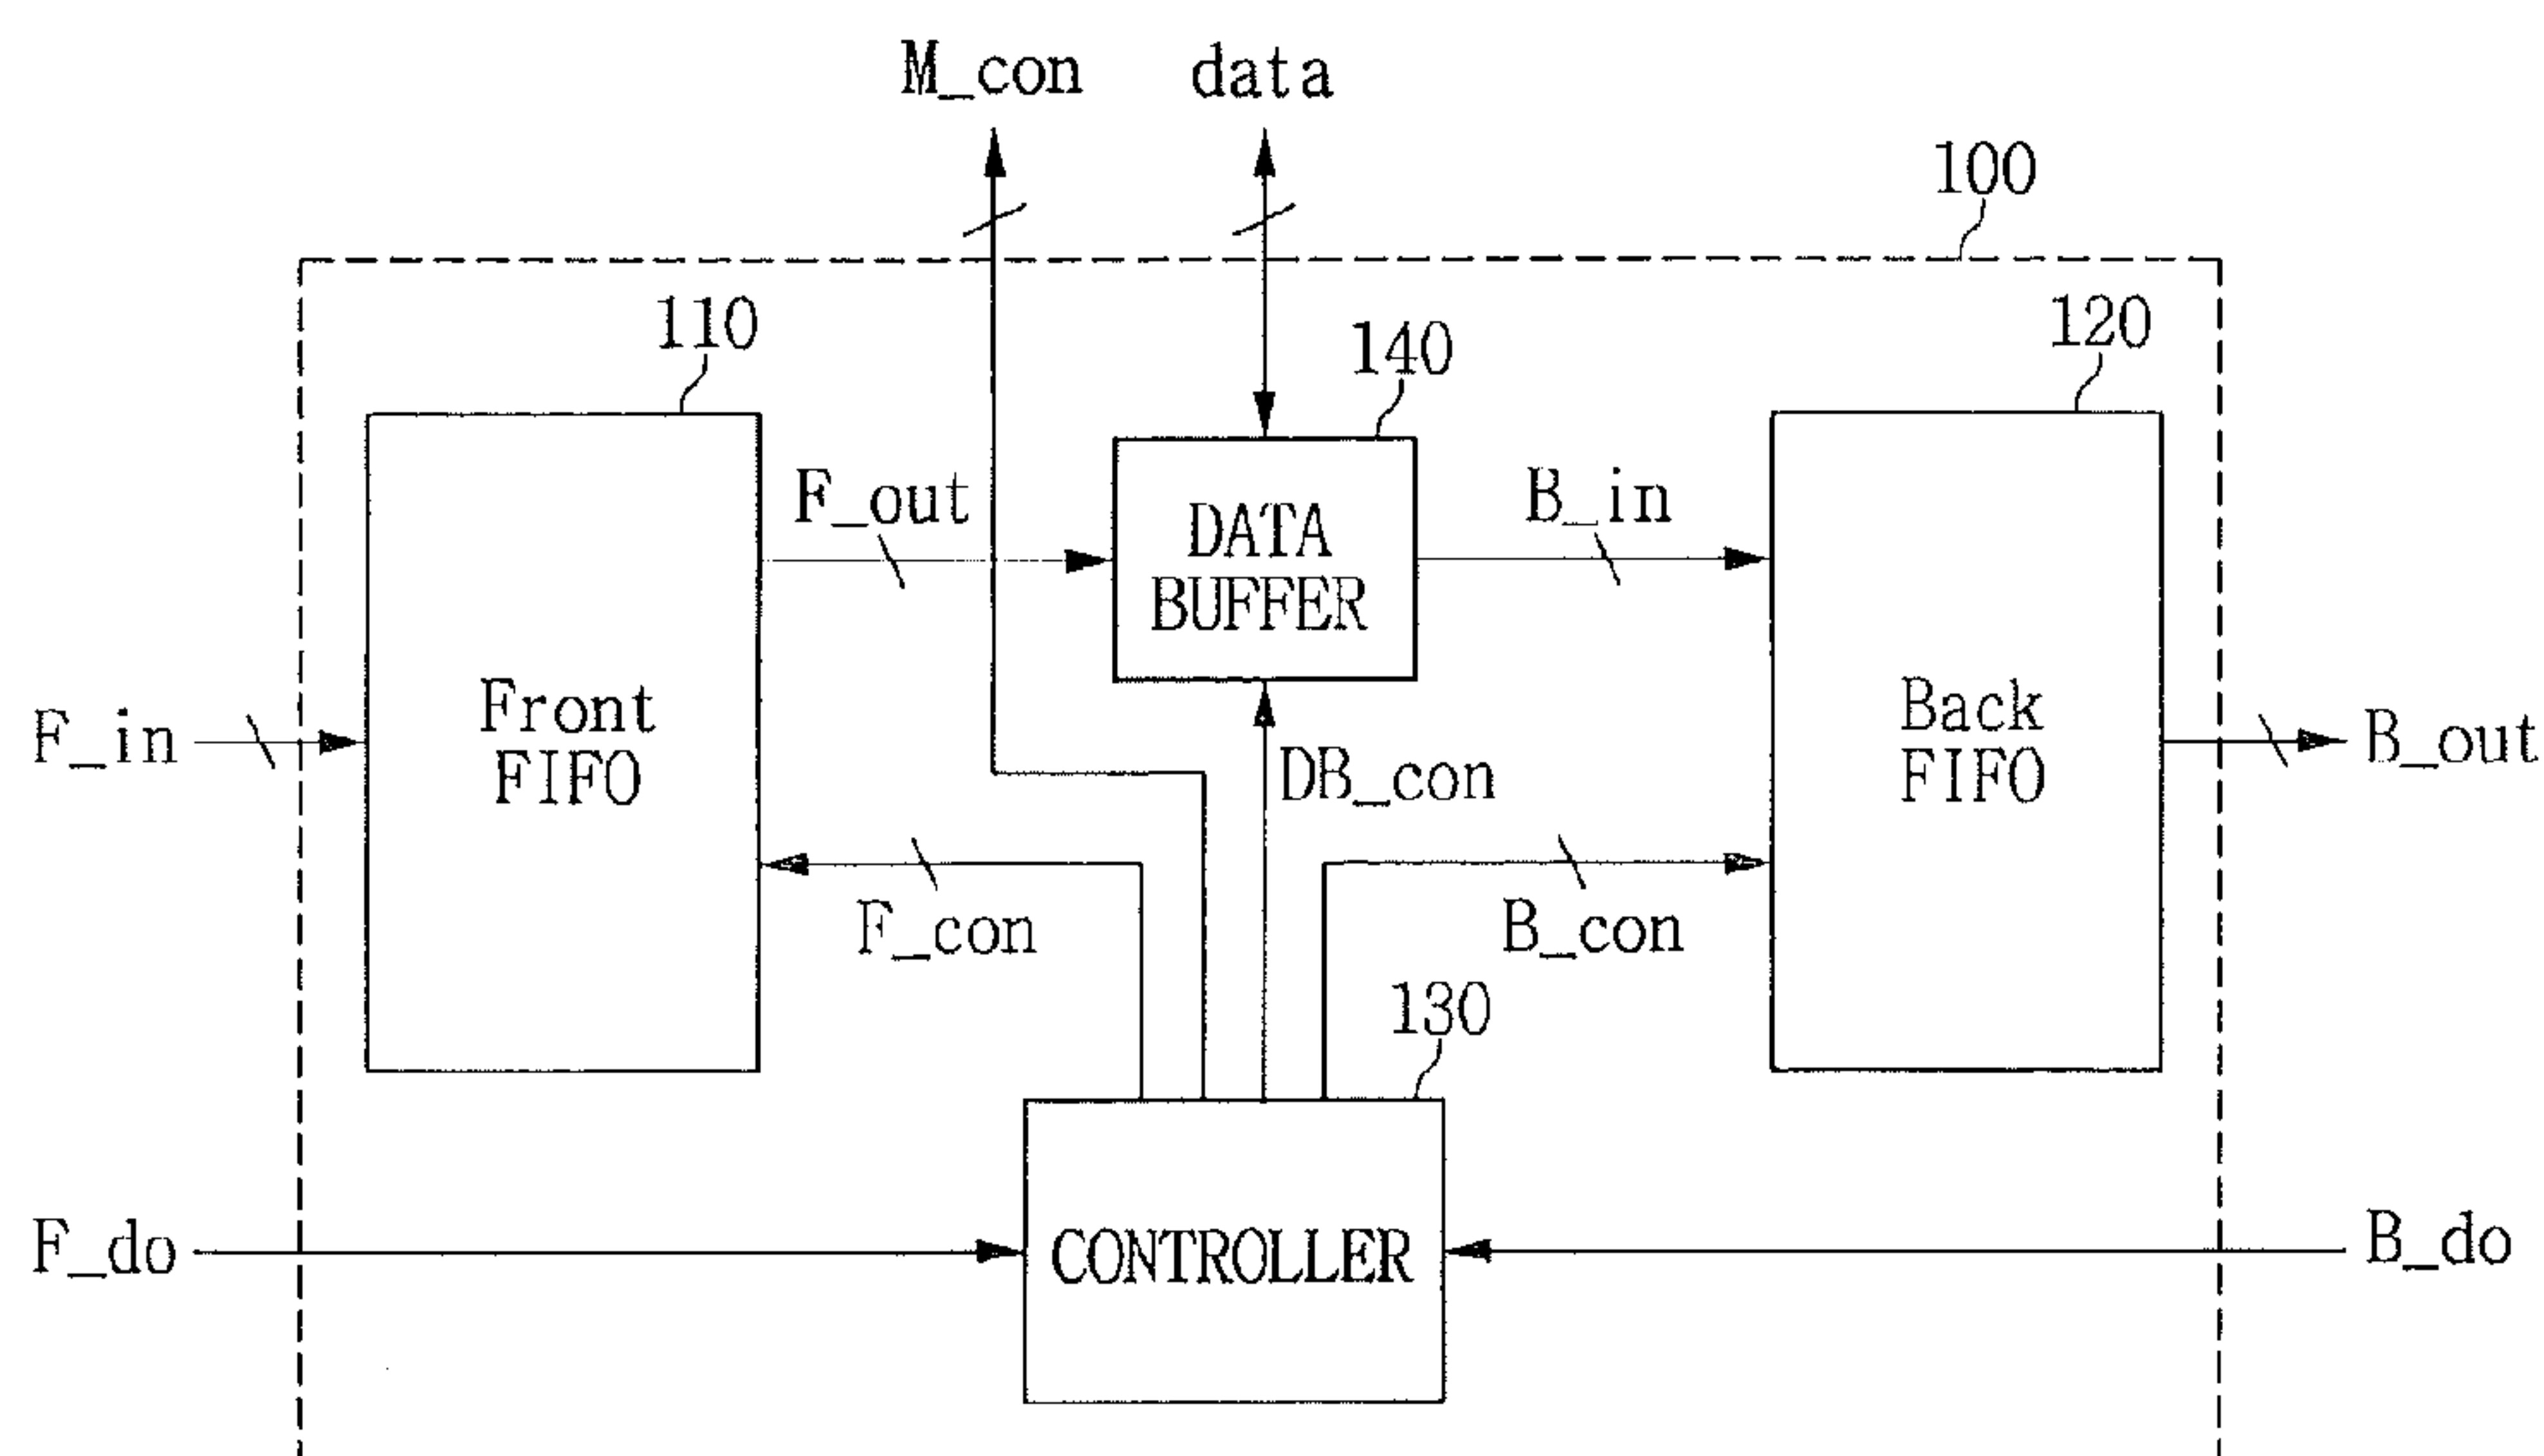 M_con
data
100
110
140
120
F_out
B_in
DATA
BUFFER
Front
FIFO
Back
FIFO
F_in
B_out
DB_con
F_con
B_con
130
F_do
CONTROLLER
B_do